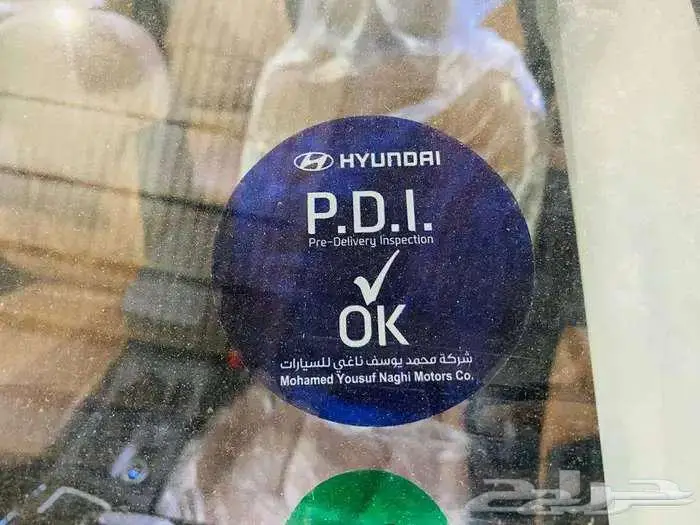 HYUNDAI
P.D.I.
Pre-Delivery Inspection
OK
شركة محمد يوسف ناغي للسيارات
Mohamed Yousuf Naghi Motors Co.
حراج